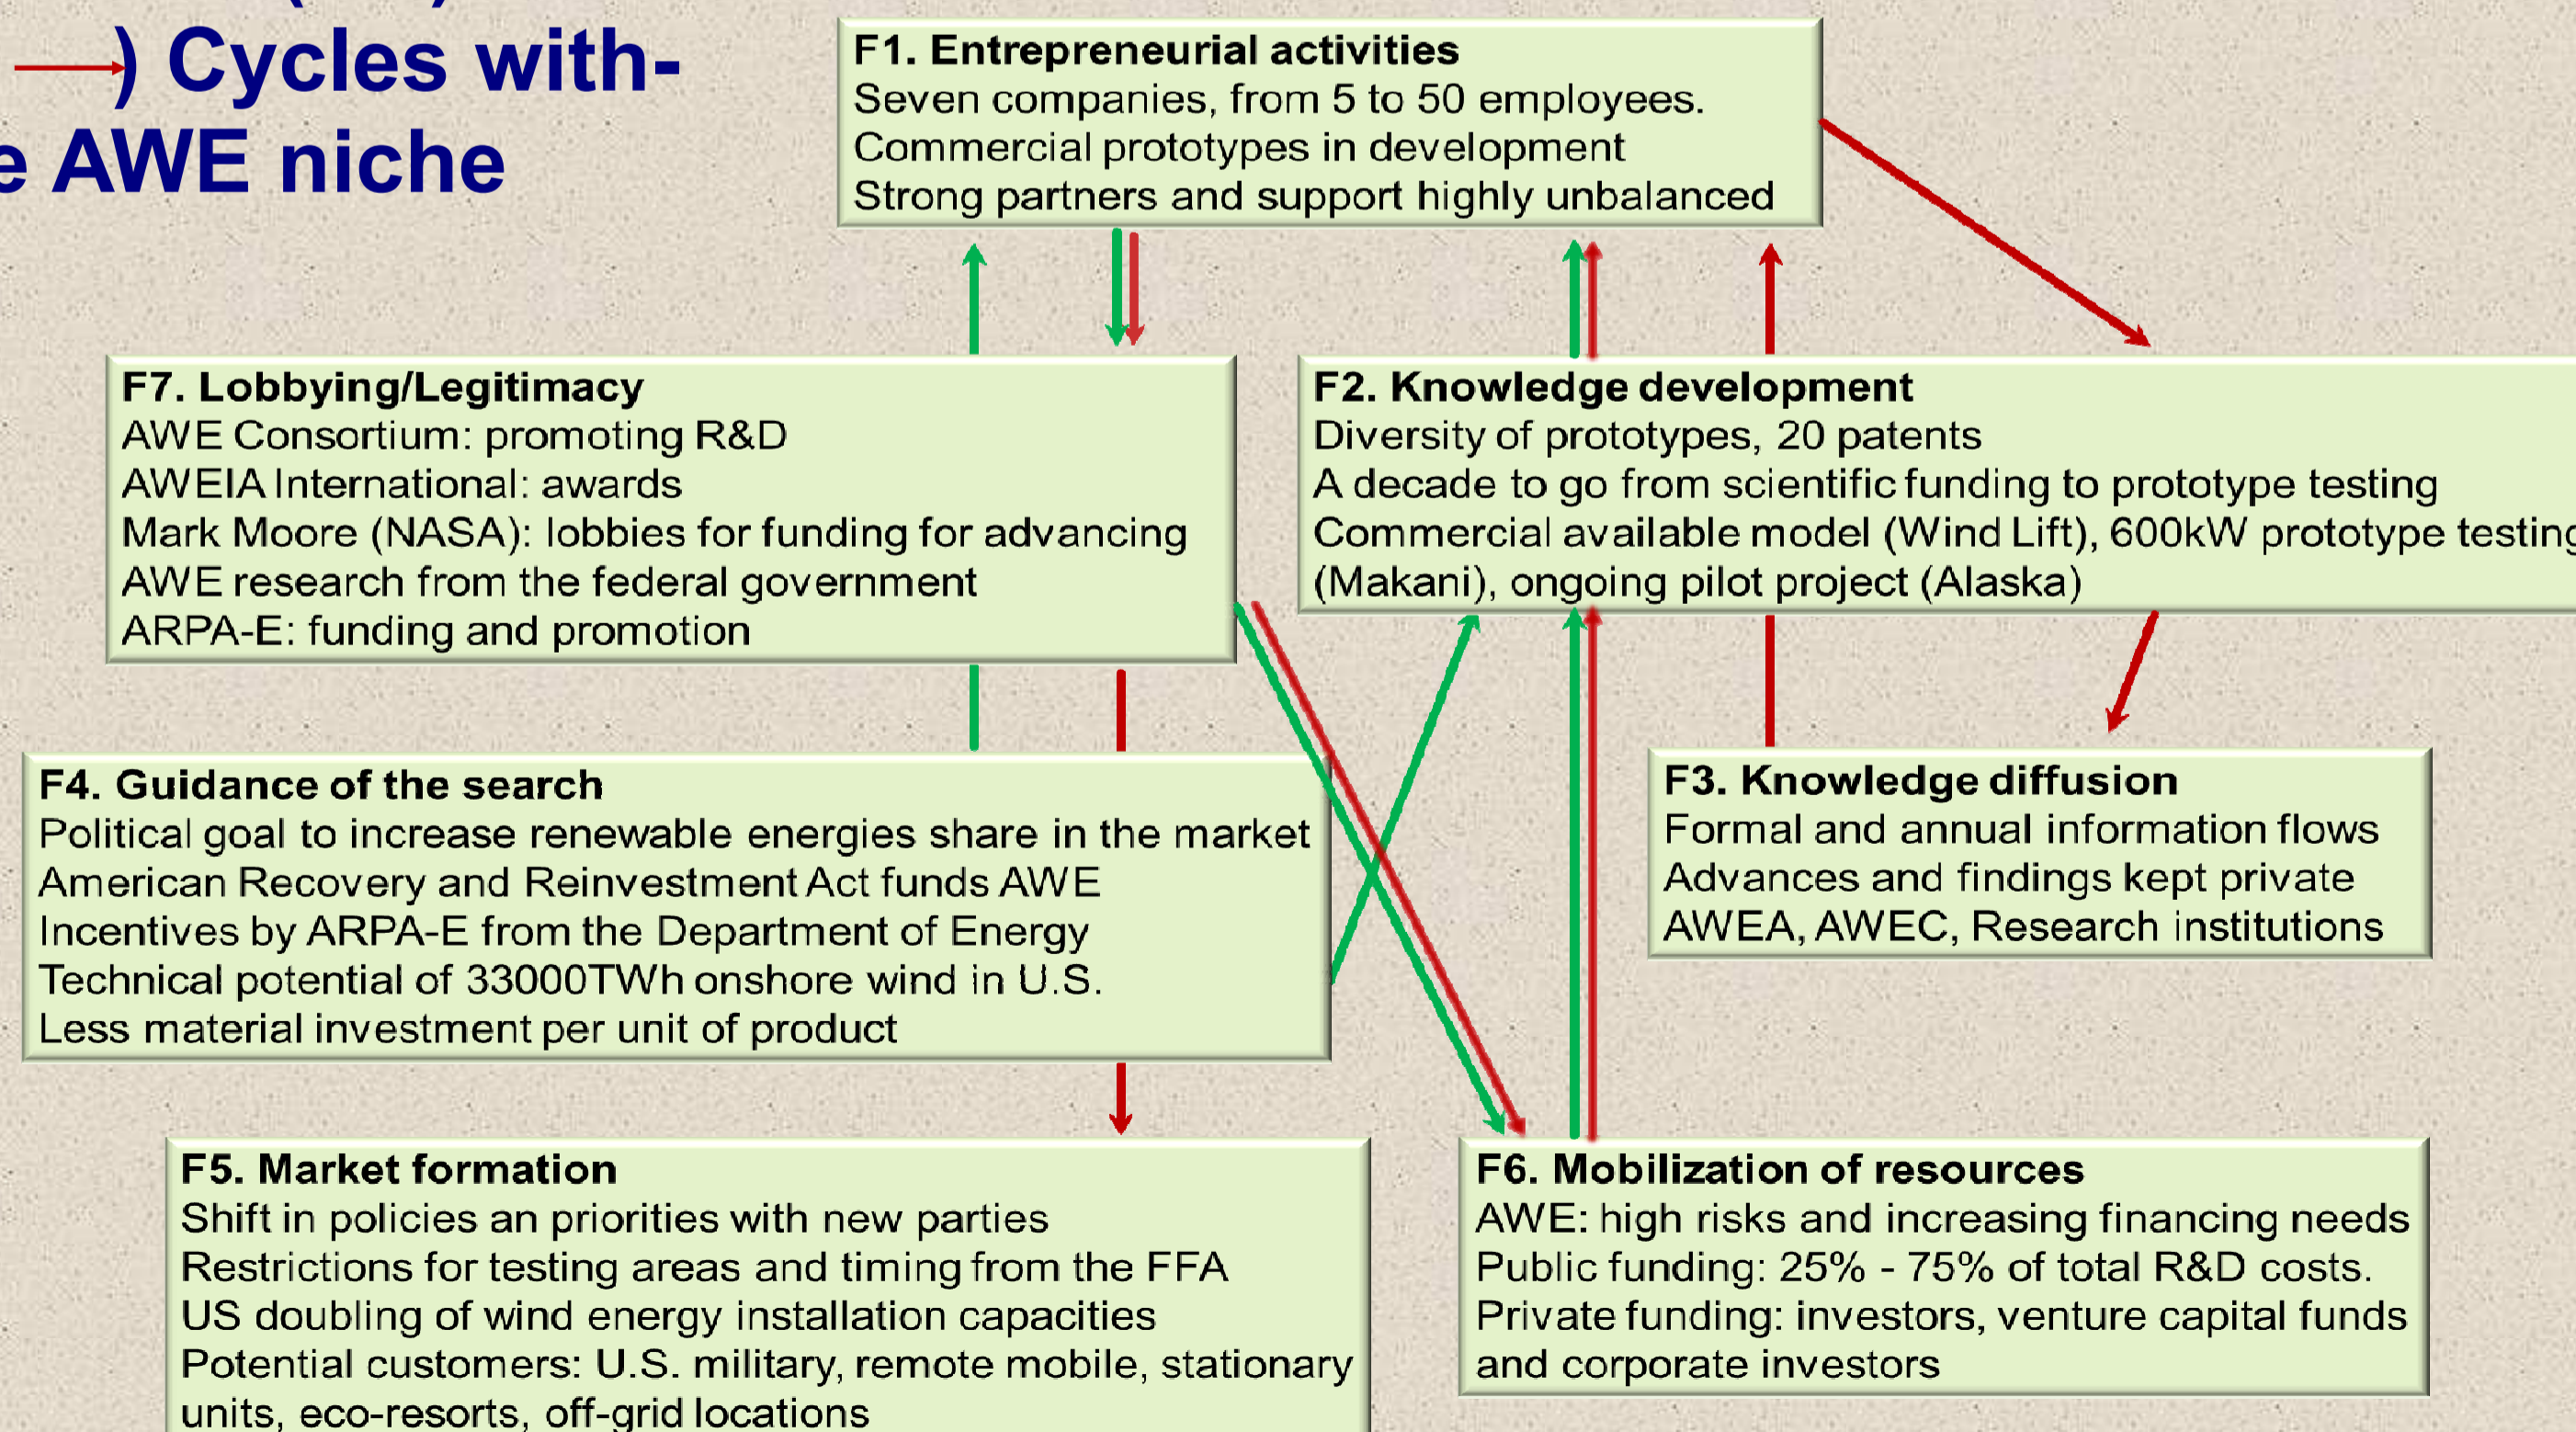 ) Cycles with-
e AWE niche
F1. Entrepreneurial activities
Seven companies, from 5 to 50 employees.
Commercial prototypes in development
Strong partners and support highly unbalanced
F7. Lobbying/Legitimacy
AWE Consortium: promoting R&D
AWEIA International: awards
Mark Moore (NASA): lobbies for funding for advancing
AWE research from the federal government
ARPA-E: funding and promotion
F2. Knowledge development
Diversity of prototypes, 20 patents
A decade to go from scientific funding to prototype testing
Commercial available model (Wind Lift), 600kW prototype testing
(Makani), ongoing pilot project (Alaska)
F4. Guidance of the search
Political goal to increase renewable energies share in the market
American Recovery and Reinvestment Act funds AWE
Incentives by ARPA-E from the Department of Energy
Technical potential of 33000TWh onshore wind in U.S.
Less material investment per unit of product
F3. Knowledge diffusion
Formal and annual information flows
Advances and findings kept private
AWEA, AWEC, Research institutions
F5. Market formation
Shift in policies an priorities with new parties
Restrictions for testing areas and timing from the FFA
US doubling of wind energy installation capacities
Potential customers: U.S. military, remote mobile, stationary
units, eco-resorts, off-grid locations
F6. Mobilization of resources
AWE: high risks and increasing financing needs
Public funding: 25% - 75% of total R&D costs.
Private funding: investors, venture capital funds
and corporate investors